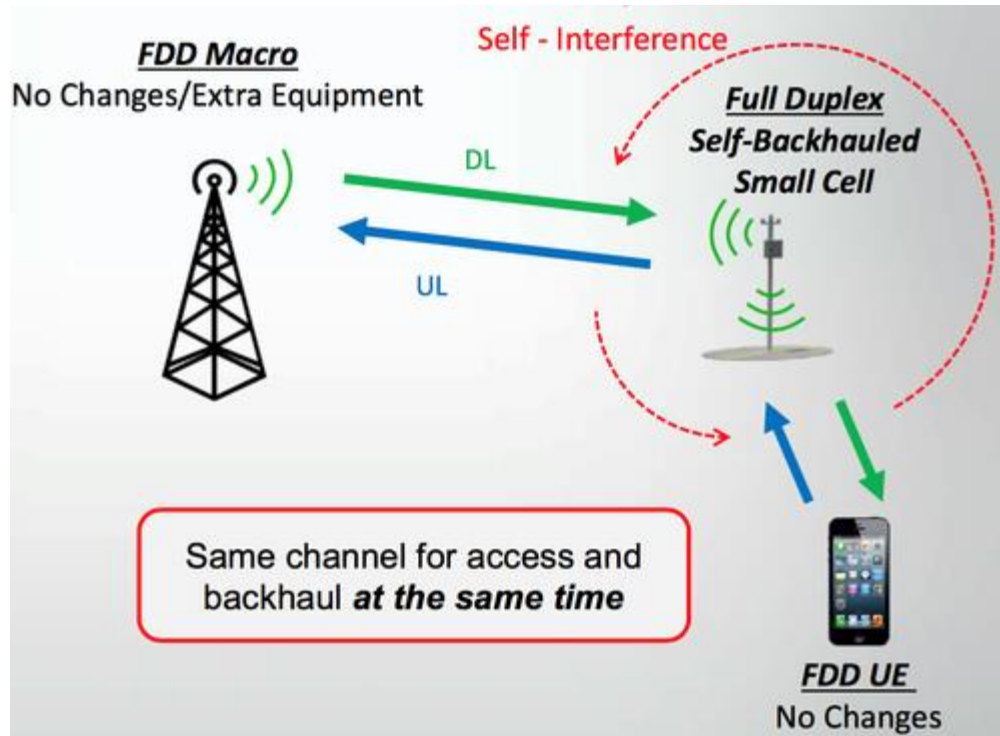 Self - Interference
FDD Macro
No Changes/Extra Equipment
Full Duplex
Self-Backhauled
Small Cell
DL
UL
Same channel for access and
backhaul at the same time
FDD UE
No Changes